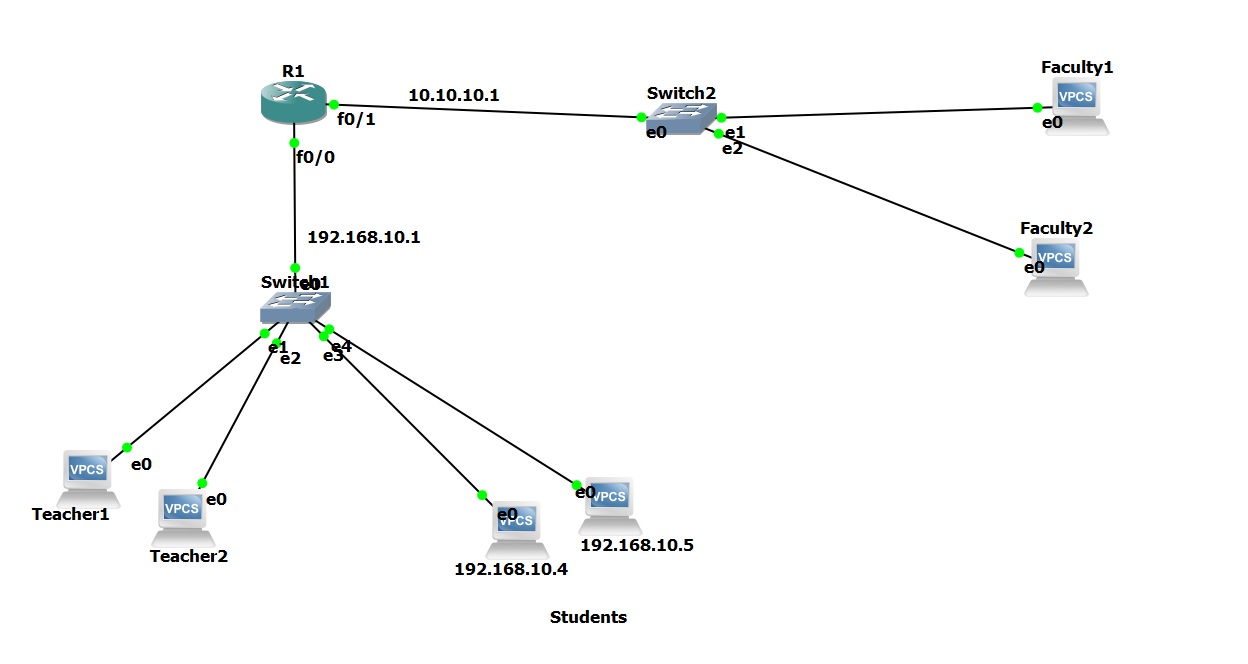 R1
10.10.10.1
f0/1
f0/0
Switch2
e0
e1
e2
Faculty1
VPCS
e0
Faculty2
VPCS
e0
192.168.10.1
Switch1
e0
e1
e2
e3
e4
VPCS
e0
Teacher1
VPCS
e0
Teacher2
e0
VPCS
192.168.10.4
e0
VPCS
192.168.10.5
Students